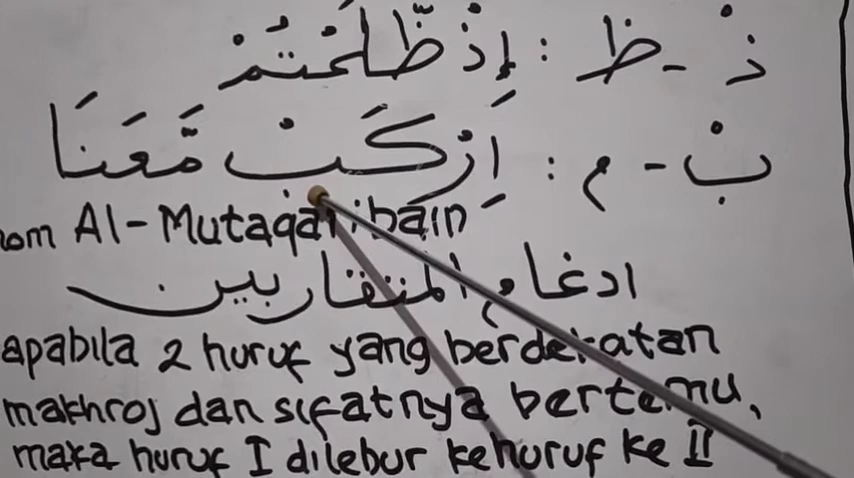 ذْ - ظ : إِذْ ظَّلَمْتُمْ
بْ - م : اِرْكَبْ مَّعَنَا
Al-Mutaqaribain
ادغام المتقاربين
apabila 2 huruf yang berdekatan
makhroj dan sifatnya bertemu,
maka huruf I dilebur kehuruf ke II